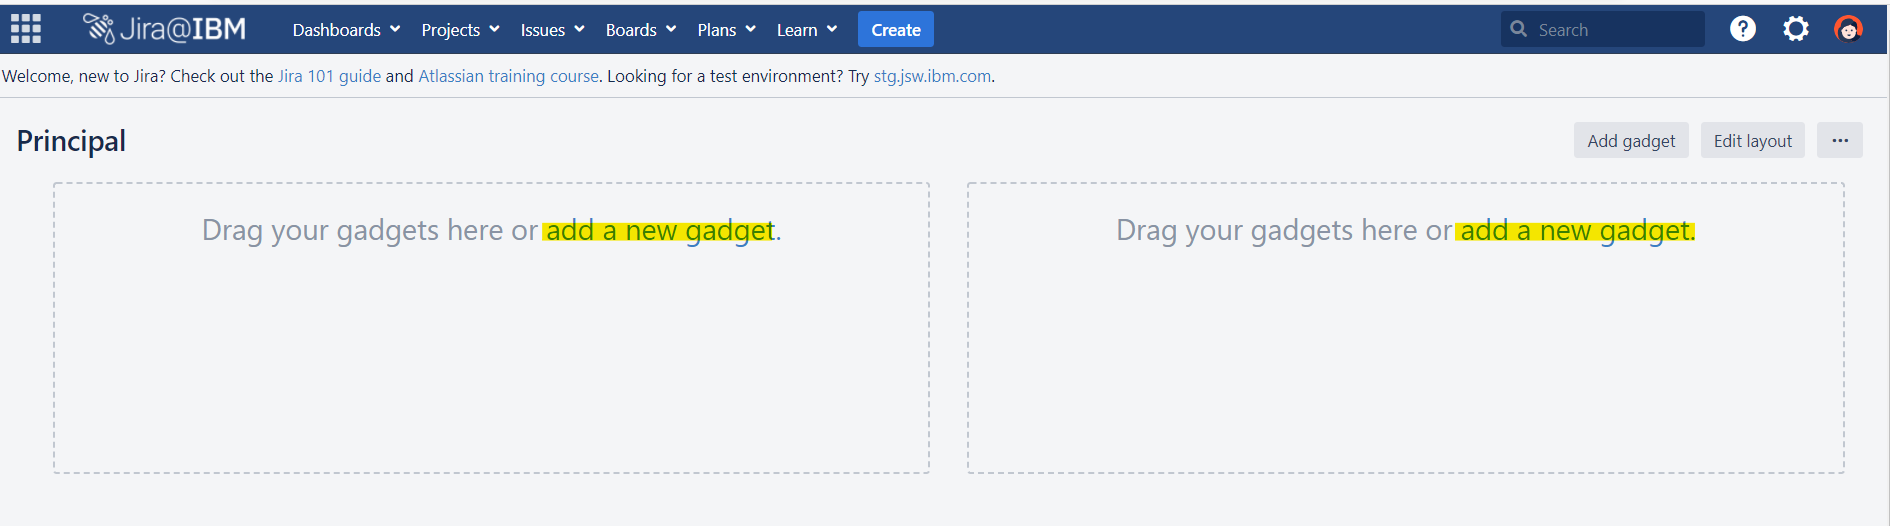 Jira@IBM Dashboards Projects Issues Boards Plans Learn Create Search ?
Welcome, new to Jira? Check out the Jira 101 guide and Atlassian training course. Looking for a test environment? Try stg.jsw.ibm.com.
Principal Add gadget Edit layout ···
Drag your gadgets here or add a new gadget.
Drag your gadgets here or add a new gadget.